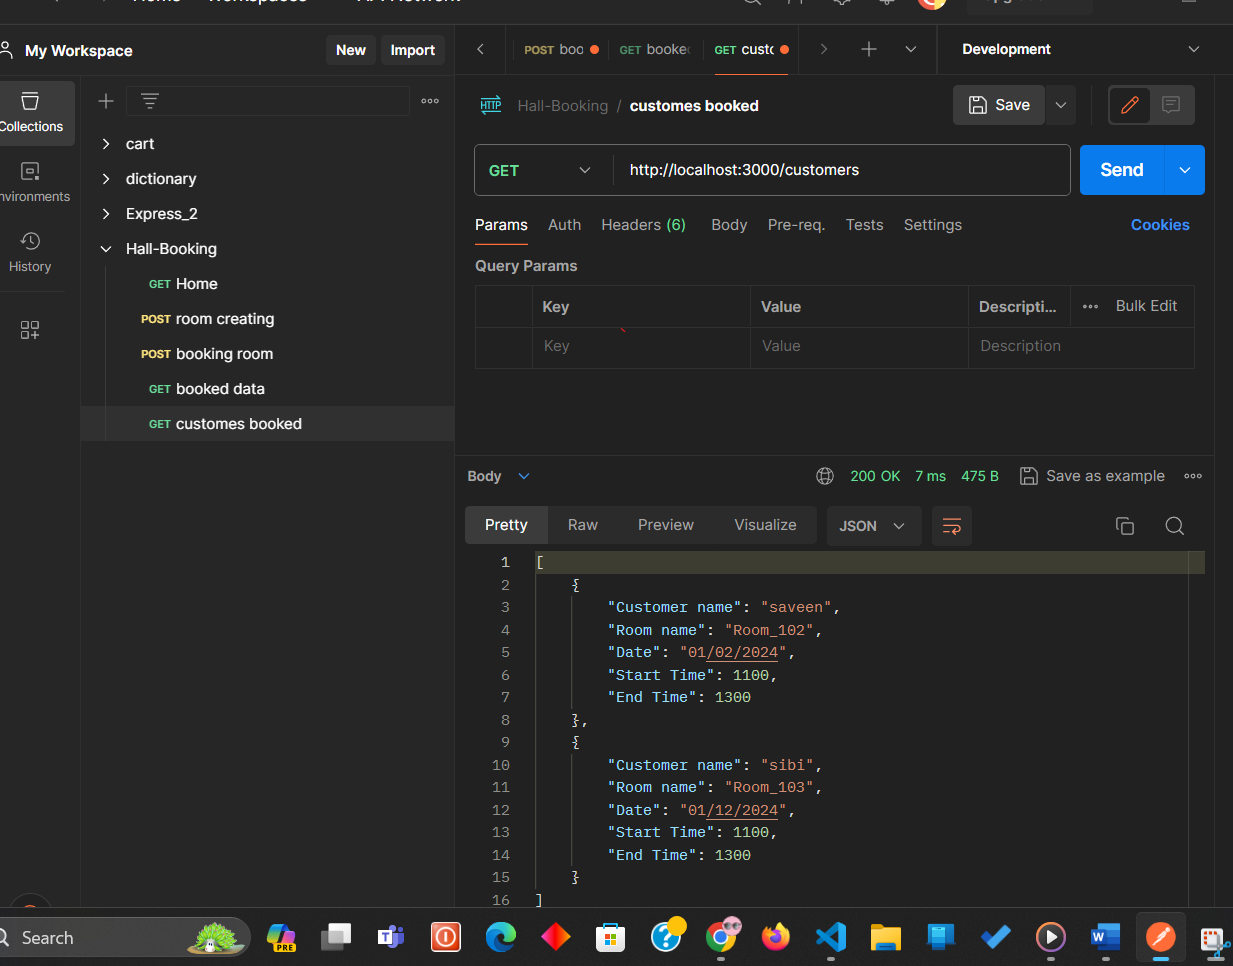 My Workspace
New
Import
POST boo
GET booke
GET custo
Development
Collections
nvironments
History
cart
dictionary
Express_2
Hall-Booking
GET Home
POST room creating
POST booking room
GET booked data
GET customes booked
HTTP Hall-Booking / customes booked
Save
GET http://localhost:3000/customers
Send
Params Auth Headers (6) Body Pre-req. Tests Settings
Cookies
Query Params
Key Value Descripti... Bulk Edit
Key Value Description
Body
200 OK 7 ms 475 B Save as example
Pretty Raw Preview Visualize JSON
1 [
2 {
3 "Customer name": "saveen",
4 "Room name": "Room_102",
5 "Date": "01/02/2024",
6 "Start Time": 1100,
7 "End Time": 1300
8 },
9 {
10 "Customer name": "sibi",
11 "Room name": "Room_103",
12 "Date": "01/12/2024",
13 "Start Time": 1100,
14 "End Time": 1300
15 }
16 ]
Search
PRE